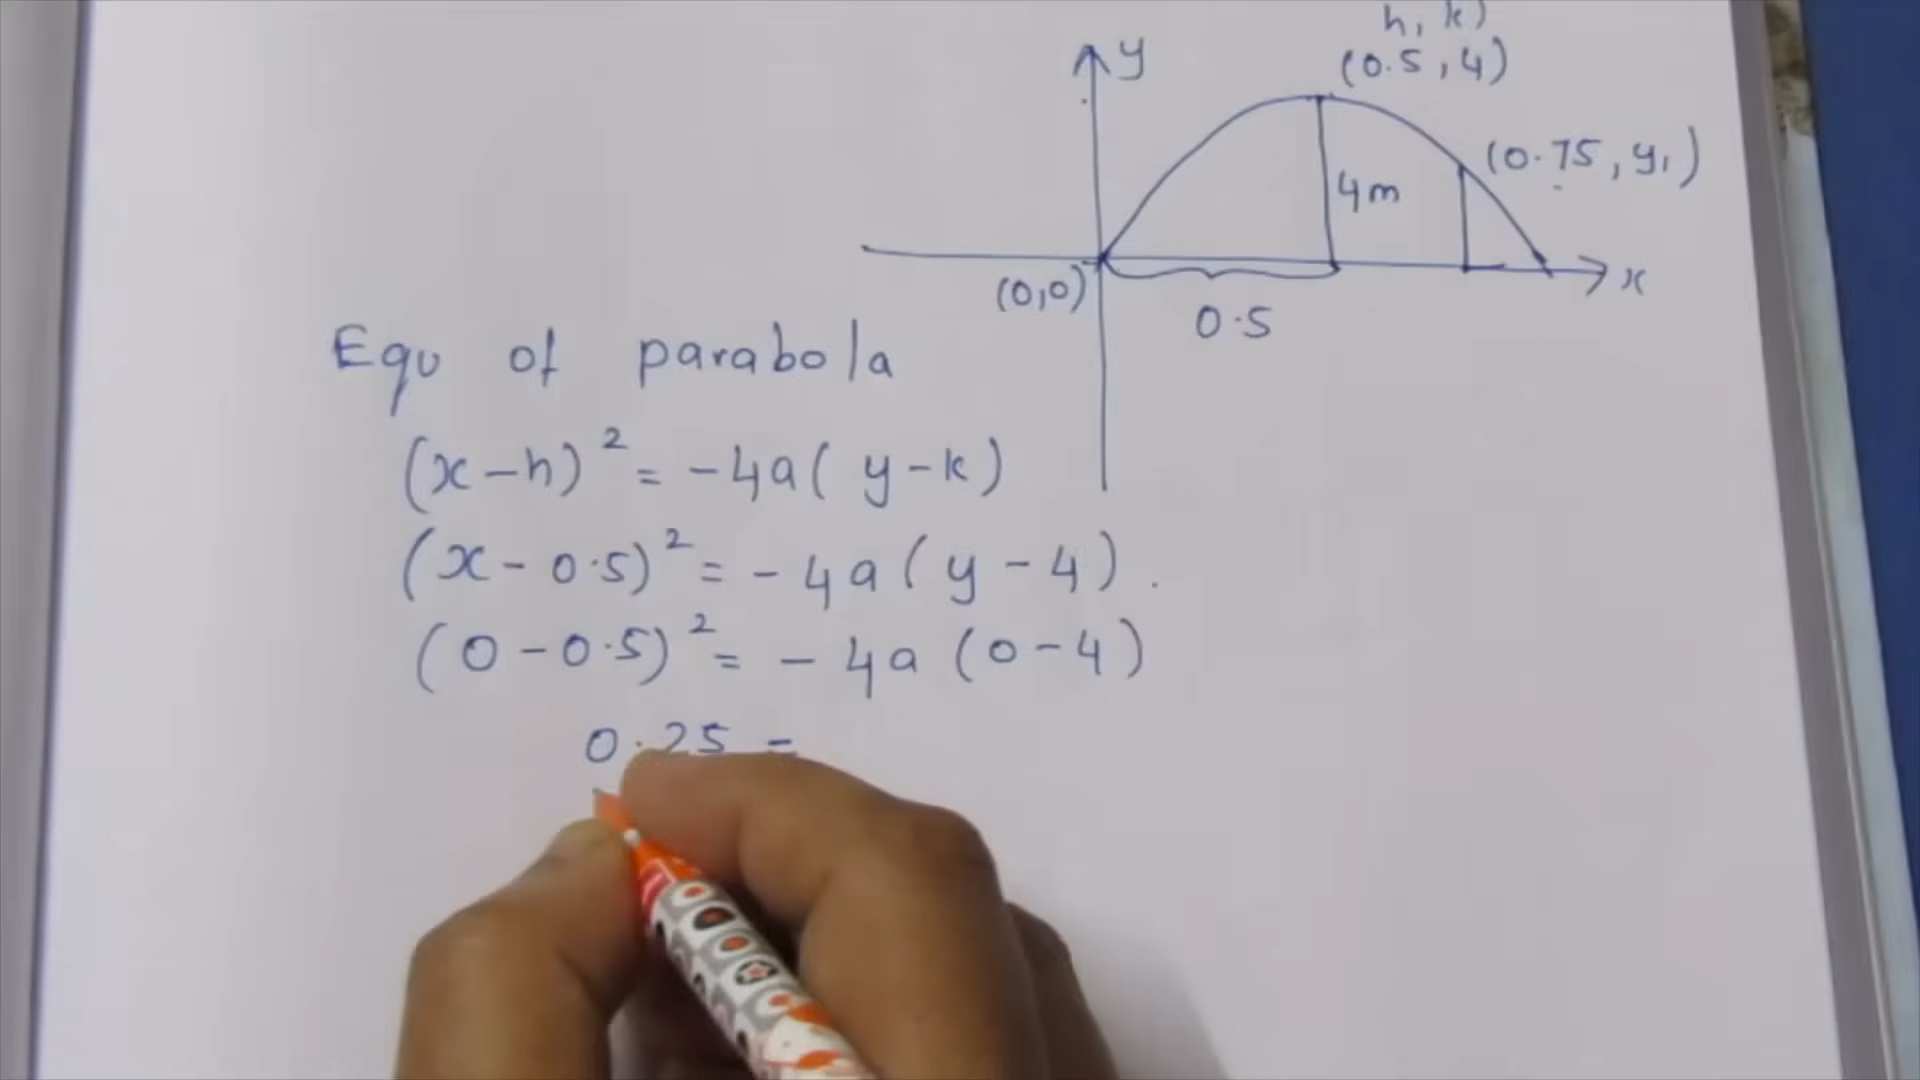 h, k)
y
(0.5, 4)
(0.75, y₁)
4m
x
(0,0)
0.5
Equ of parabola
(x-h)² = -4a(y-k)
(x-0.5)² = -4a(y-4).
(0-0.5)² = -4a(0-4)
0.25 =